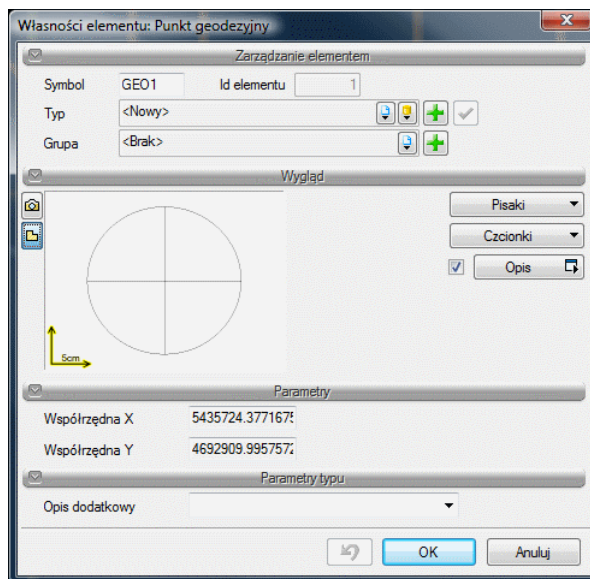 Własności elementu: Punkt geodezyjny
Zarządzanie elementem
Symbol GEO1 Id elementu 1
Typ <Nowy>
Grupa <Brak>
Wygląd
Pisaki
Czcionki
Opis
5cm
Parametry
Współrzędna X 5435724.377167
Współrzędna Y 4692909.995757
Parametry typu
Opis dodatkowy
OK Anuluj